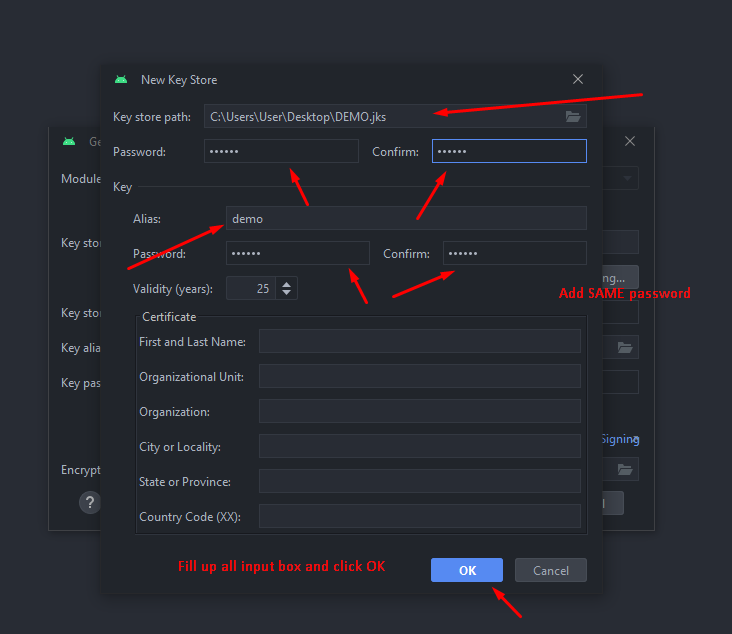 New Key Store
Key store path: C:\Users\User\Desktop\DEMO.jks
Ge
Password: •••••• Confirm: ••••••
Module
Key
Alias: demo
Key stor
Password: •••••• Confirm: ••••••
ng...
Validity (years): 25
Add SAME password
Key stor
Certificate
First and Last Name:
Key alia
Organizational Unit:
Key pas
Organization:
Signing
City or Locality:
Encrypt
State or Province:
?
Country Code (XX):
Fill up all input box and click OK
OK Cancel